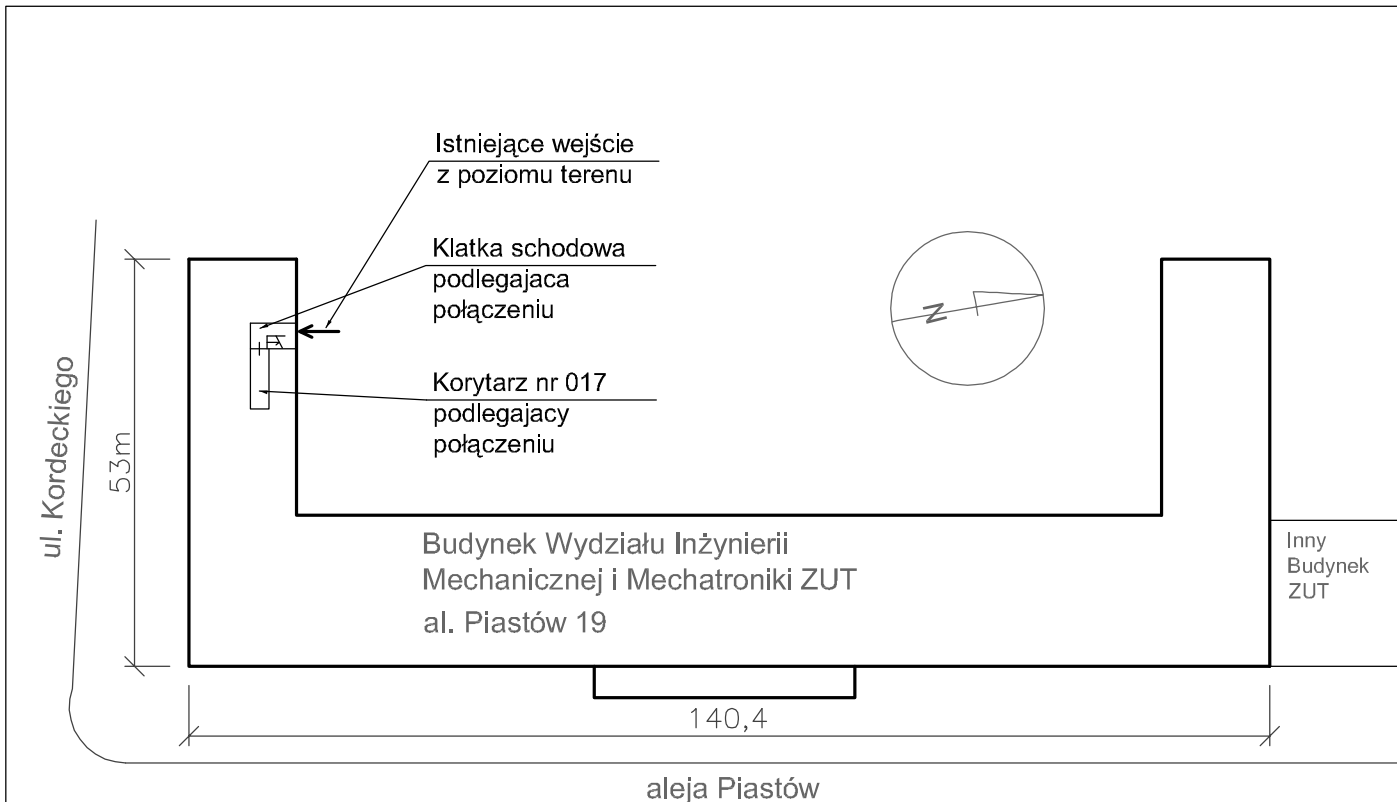 Istniejące wejście
z poziomu terenu
Klatka schodowa
podlegajaca
połączeniu
Korytarz nr 017
podlegajacy
połączeniu
N
ul. Kordeckiego
53m
Budynek Wydziału Inżynierii
Mechanicznej i Mechatroniki ZUT
al. Piastów 19
Inny
Budynek
ZUT
140,4
aleja Piastów